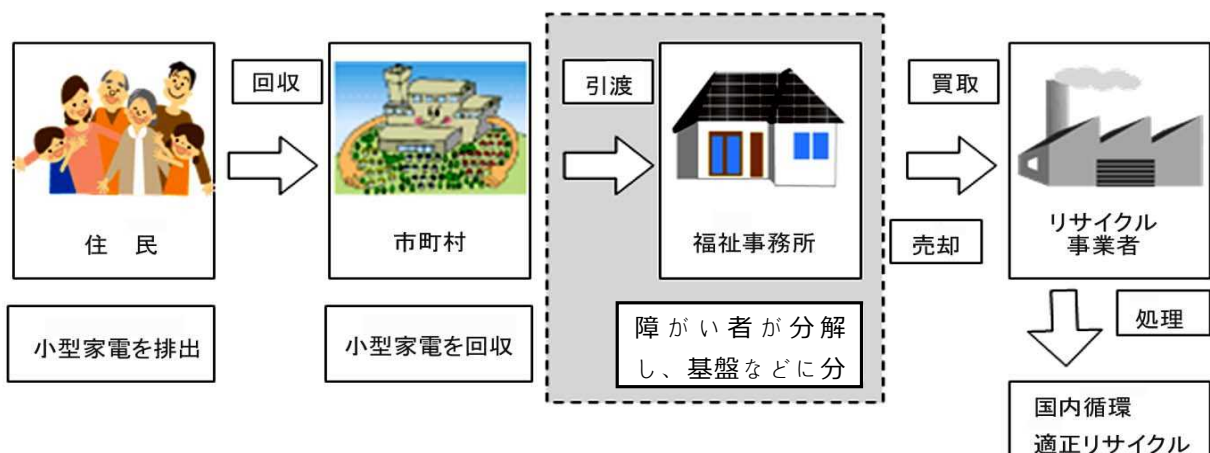 回収
引渡
買取
住 民
市町村
福祉事務所
売却
リサイクル
事業者
小型家電を排出
小型家電を回収
障がい者が分解
し、基盤などに分
処理
国内循環
適正リサイクル